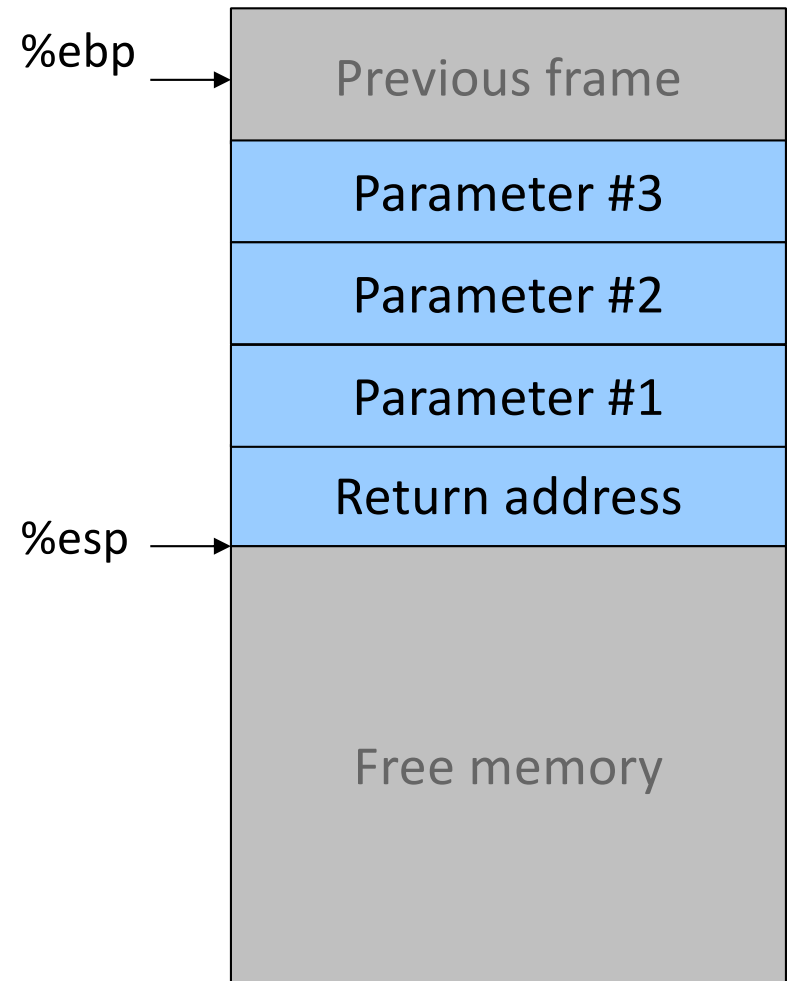 %ebp
Previous frame
Parameter #3
Parameter #2
Parameter #1
Return address
%esp
Free memory